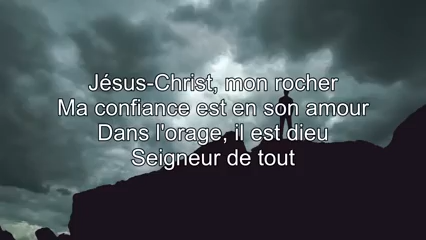 Jésus-Christ, mon rocher
Ma confiance est en son amour
Dans l'orage, il est dieu
Seigneur de tout